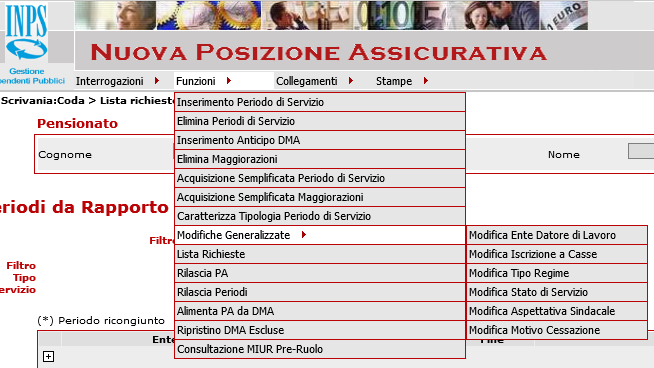 INPS
Gestione
pendenti Pubblici
NUOVA POSIZIONE ASSICURATIVA
Interrogazioni Funzioni Collegamenti Stampe
Scrivania:Coda > Lista richieste
Pensionato
Cognome Nome
eriodi da Rapporto
Filtro
Tipo
ervizio
Filtr
(*) Periodo ricongiunto
Ente Fine
Inserimento Periodo di Servizio
Elimina Periodi di Servizio
Inserimento Anticipo DMA
Elimina Maggiorazioni
Acquisizione Semplificata Periodo di Servizio
Acquisizione Semplificata Maggiorazioni
Caratterizza Tipologia Periodo di Servizio
Modifiche Generalizzate
Lista Richieste
Rilascia PA
Rilascia Periodi
Alimenta PA da DMA
Ripristino DMA Escluse
Consultazione MIUR Pre-Ruolo
Modifica Ente Datore di Lavoro
Modifica Iscrizione a Casse
Modifica Tipo Regime
Modifica Stato di Servizio
Modifica Aspettativa Sindacale
Modifica Motivo Cessazione